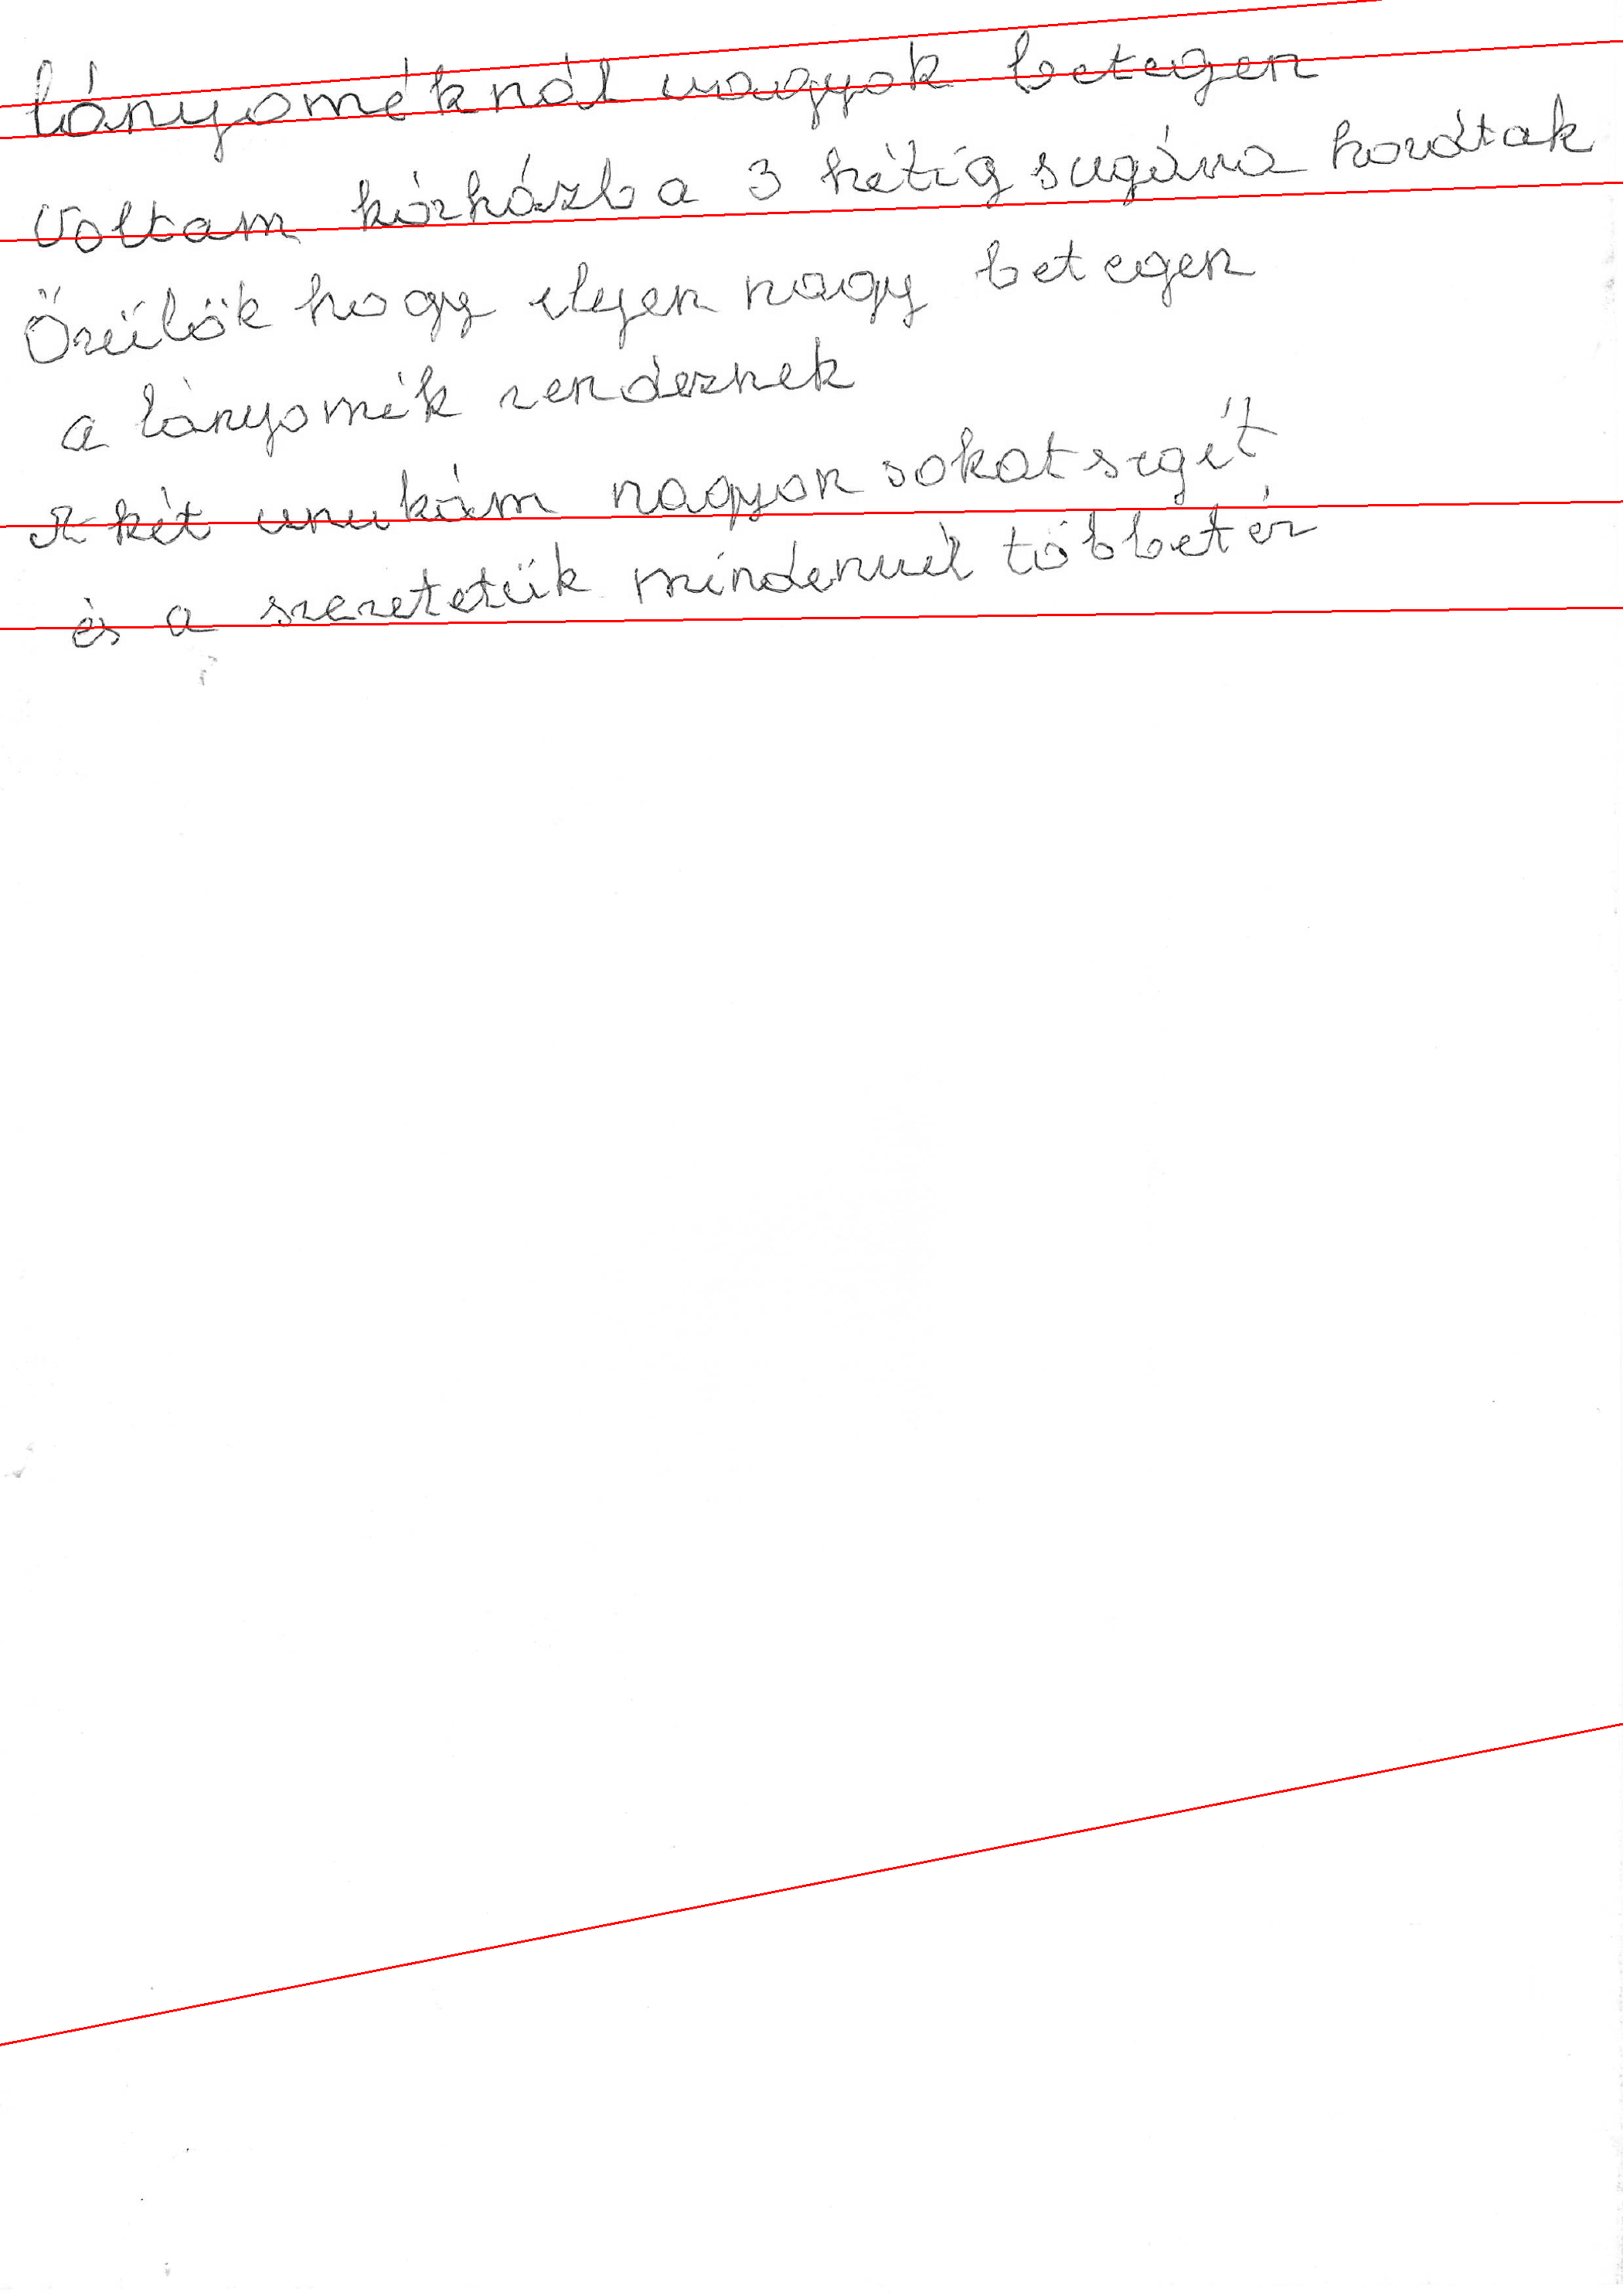 lányoméknál vagyok betegen
Voltam kórházba 3 hétig sugárra hordtak
Örülök hogy ilyen nagy betegen
a lányomék rendeznek
A két unukám nagyon sokat segít
és a szeretetük mindennél többet ér